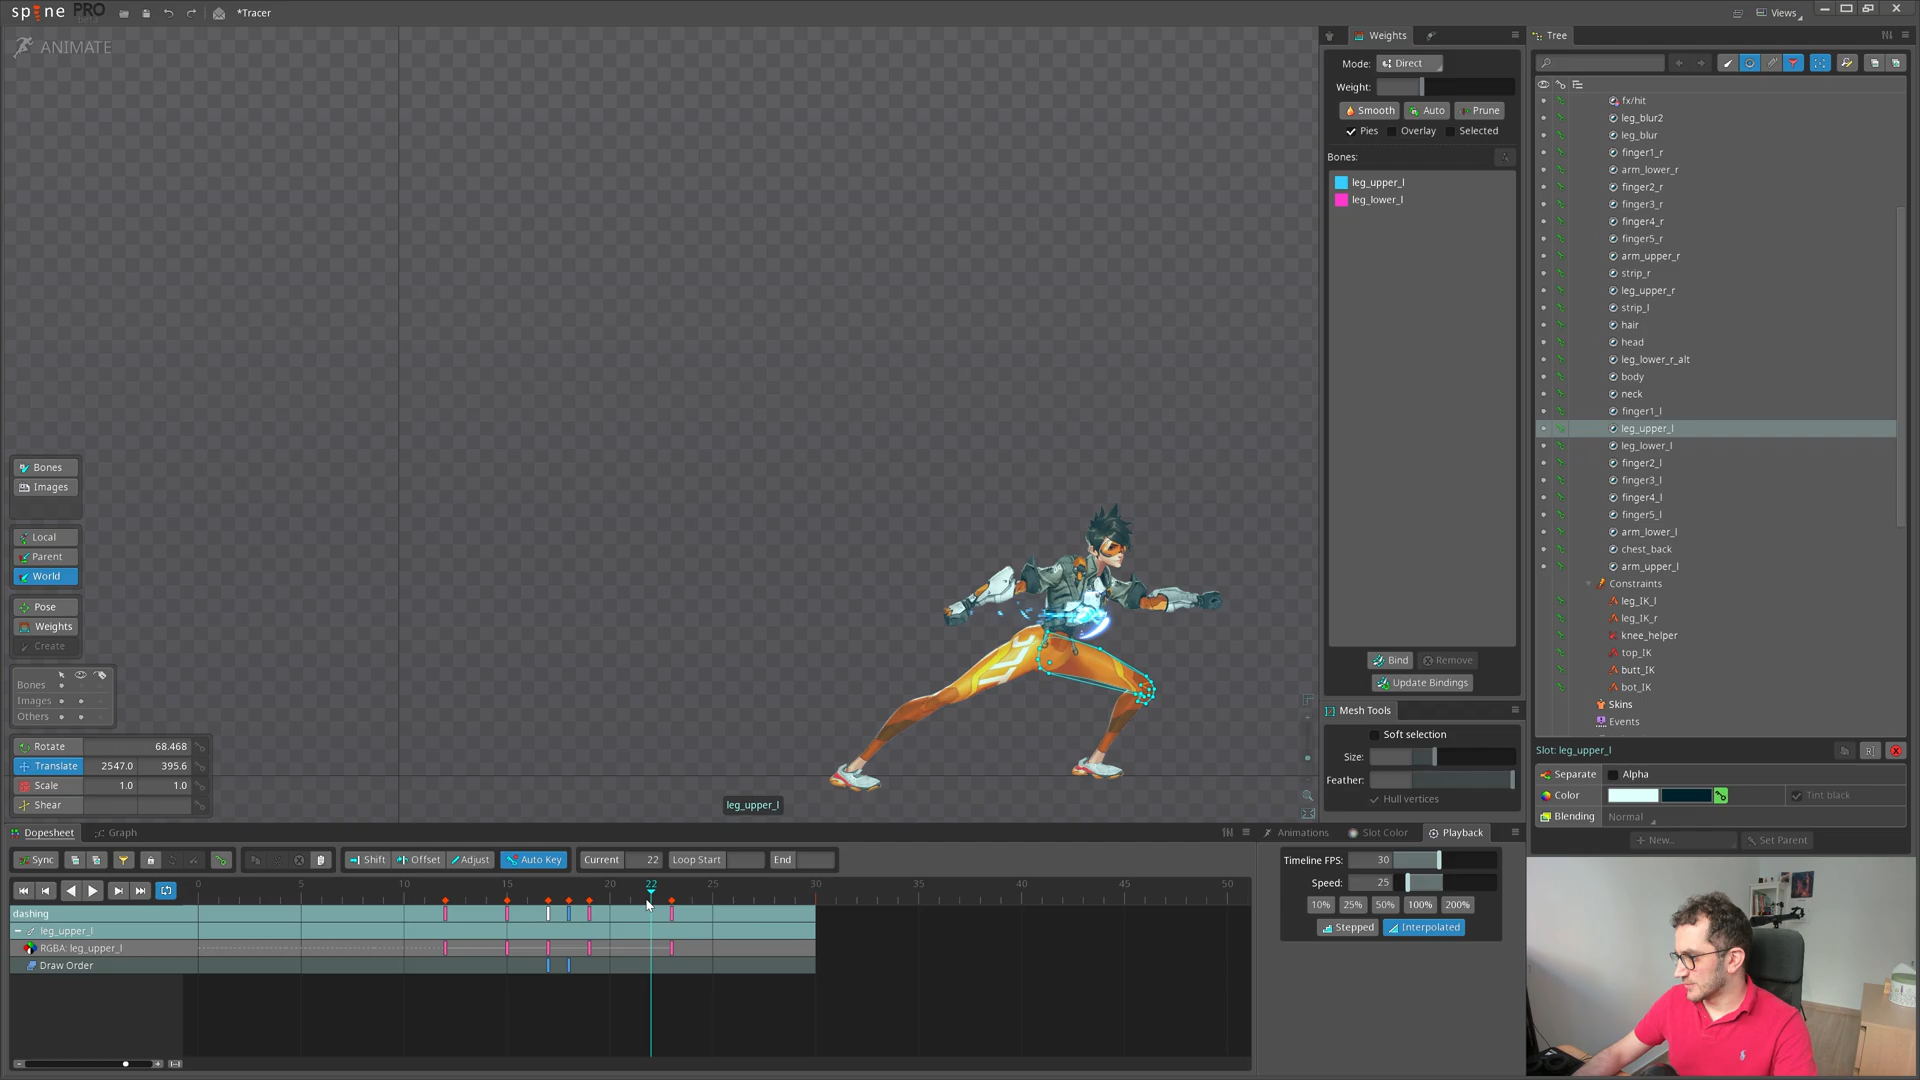 spine PRO
beta
*Tracer
Views
ANIMATE
Weights
Mode: Direct
Weight:
Smooth Auto Prune
Pies Overlay Selected
Bones:
leg_upper_l
leg_lower_l
Bind Remove
Update Bindings
Mesh Tools
Soft selection
Size:
Feather:
Hull vertices
Tree
fx/hit
leg_blur2
leg_blur
finger1_r
arm_lower_r
finger2_r
finger3_r
finger4_r
finger5_r
arm_upper_r
strip_r
leg_upper_r
strip_l
hair
head
leg_lower_r_alt
body
neck
finger1_l
leg_upper_l
leg_lower_l
finger2_l
finger3_l
finger4_l
finger5_l
arm_lower_l
chest_back
arm_upper_l
Constraints
leg_IK_l
leg_IK_r
knee_helper
top_IK
butt_IK
bot_IK
Skins
Events
Slot: leg_upper_l
Separate Alpha
Color Tint black
Blending Normal
New... Set Parent
Bones
Images
Local
Parent
World
Pose
Weights
Create
Bones
Images
Others
Rotate 68.468
Translate 2547.0 395.6
Scale 1.0 1.0
Shear
leg_upper_l
Dopesheet Graph
Sync Shift Offset Adjust Auto Key Current 22 Loop Start End
0 5 10 15 20 22 25 30 35 40 45 50
dashing
leg_upper_l
RGBA: leg_upper_l
Draw Order
Animations Slot Color Playback
Timeline FPS: 30
Speed: 25
10% 25% 50% 100% 200%
Stepped Interpolated